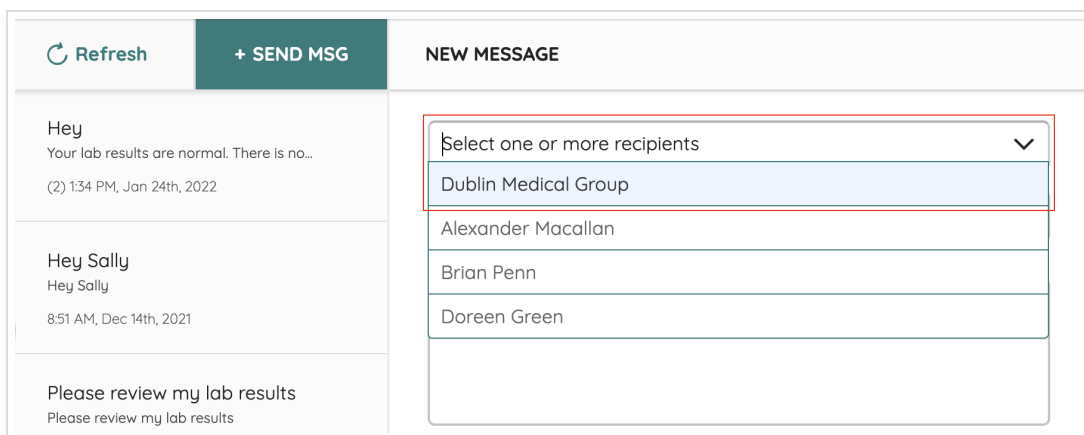 Refresh
+ SEND MSG
NEW MESSAGE
Hey
Your lab results are normal. There is no...
(2) 1:34 PM, Jan 24th, 2022
Hey Sally
Hey Sally
8:51 AM, Dec 14th, 2021
Please review my lab results
Please review my lab results
Select one or more recipients
Dublin Medical Group
Alexander Macallan
Brian Penn
Doreen Green